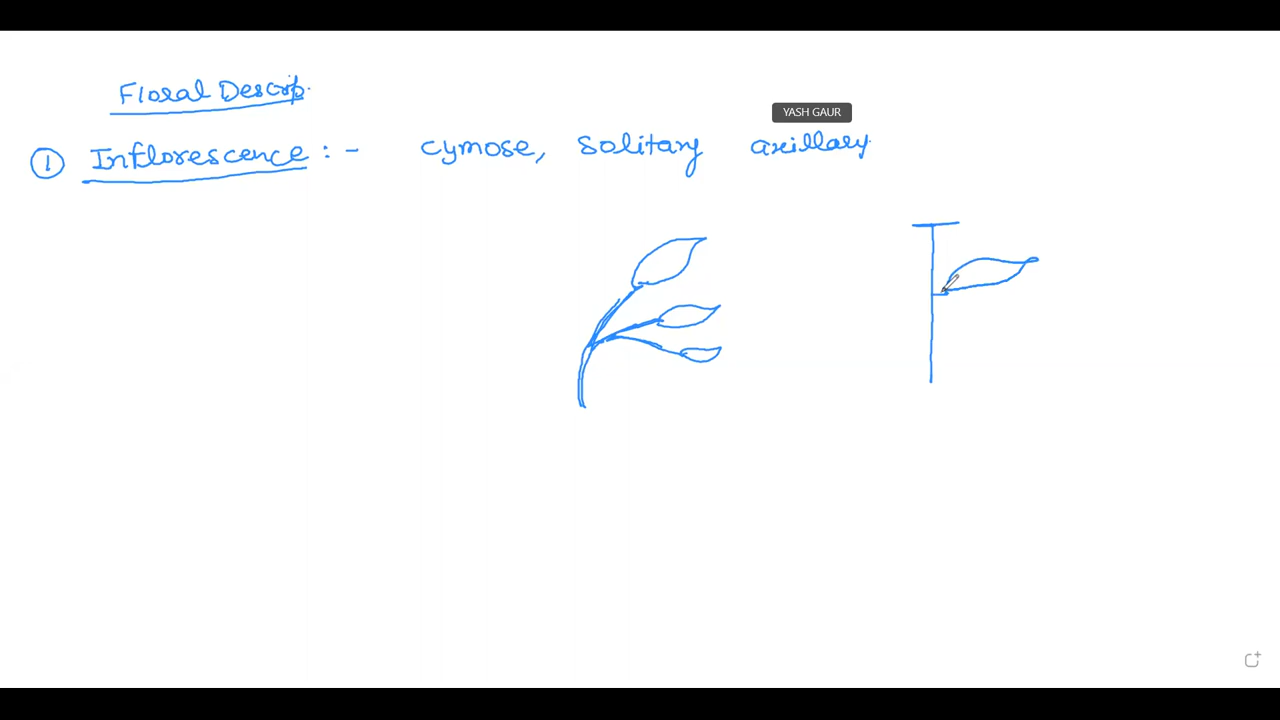 Floral Descrip.
YASH GAUR
① Inflorescence :- cymose, solitary axillary.